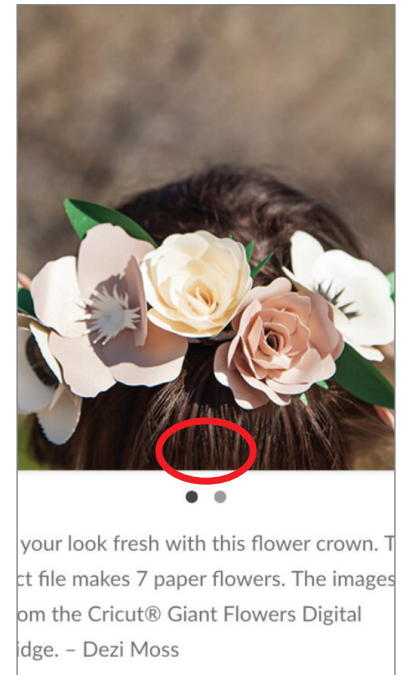 your look fresh with this flower crown. T
ct file makes 7 paper flowers. The images
om the Cricut® Giant Flowers Digital
idge. – Dezi Moss